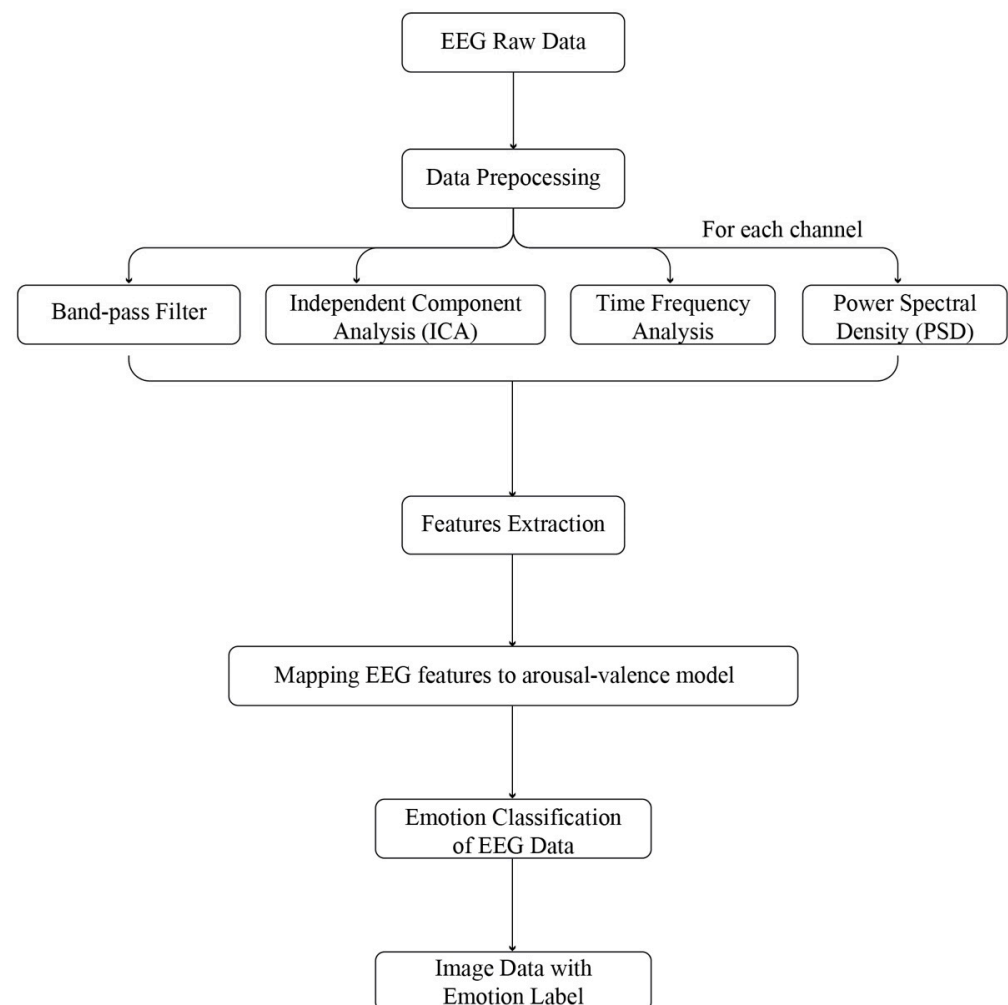 EEG Raw Data
Data Prepocessing
For each channel
Band-pass Filter
Independent Component
Analysis (ICA)
Time Frequency
Analysis
Power Spectral
Density (PSD)
Features Extraction
Mapping EEG features to arousal-valence model
Emotion Classification
of EEG Data
Image Data with
Emotion Label